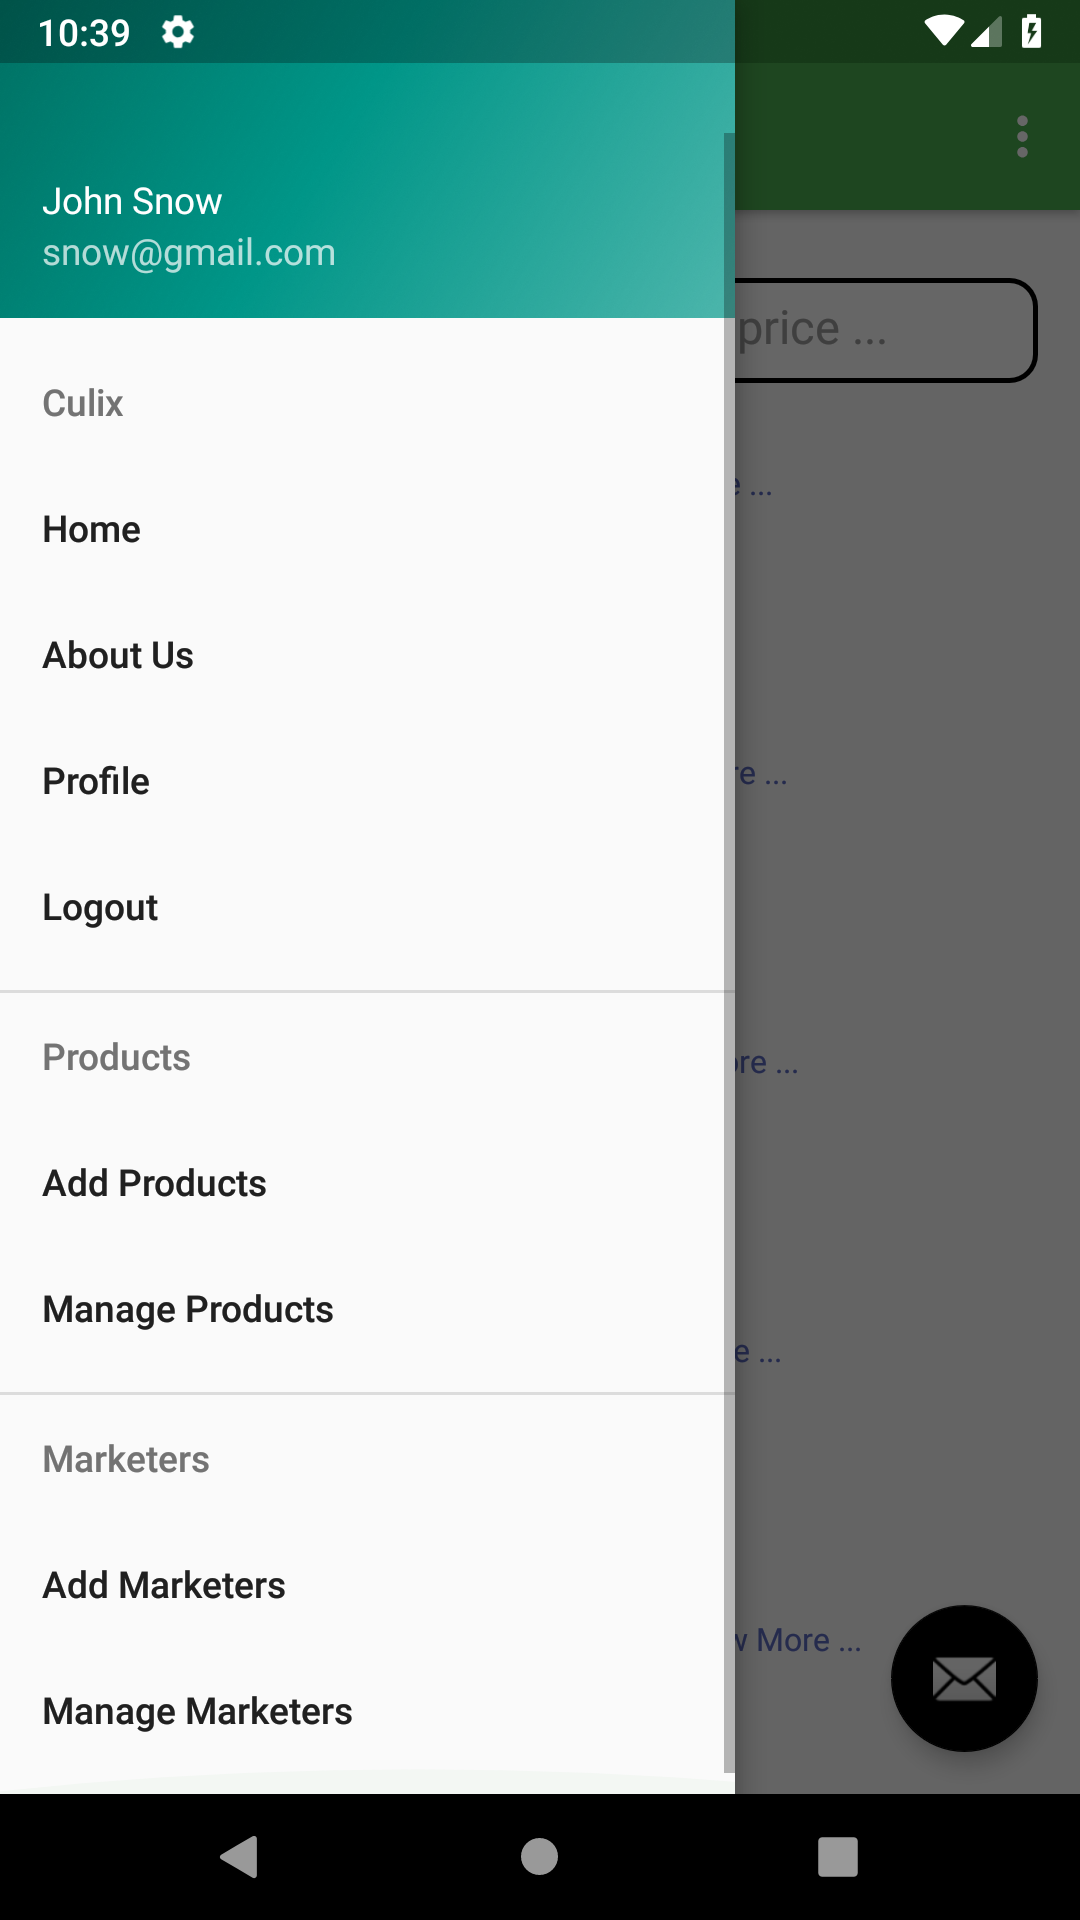 10:39
John Snow
snow@gmail.com
price ...
Culix
...
Home
About Us
Profile
re ...
Logout
Products
ore ...
Add Products
Manage Products
e ...
Marketers
Add Marketers
More ...
Manage Marketers